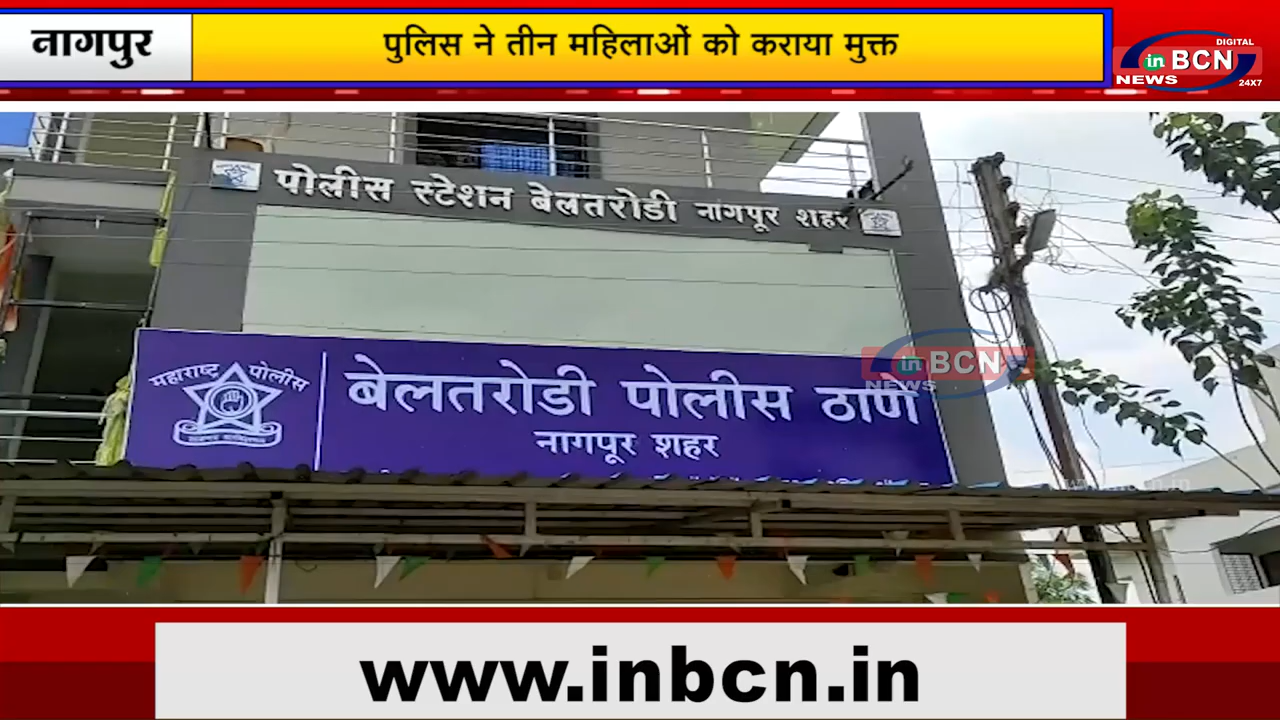 नागपुर
पुलिस ने तीन महिलाओं को कराया मुक्त
DIGITAL
in BCN
NEWS
24X7
पोलीस स्टेशन बेलतरोडी नागपूर शहर
महाराष्ट्र पोलीस
बेलतरोडी पोलीस ठाणे
नागपूर शहर
in BCN
NEWS
www.inbcn.in